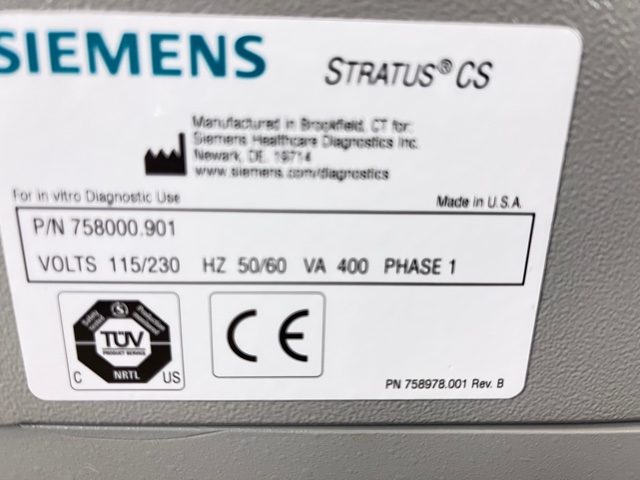 SIEMENS
STRATUS® CS
Manufactured in Brookfield, CT for:
Siemens Healthcare Diagnostics Inc.
Newark, DE, 19714
www.siemens.com/diagnostics
For in vitro Diagnostic Use
Made in U.S.A.
P/N 758000.901
VOLTS 115/230 HZ 50/60 VA 400 PHASE 1
TÜV
PRODUCT SERVICE
C NRTL US
CE
PN 758978.001 Rev. B